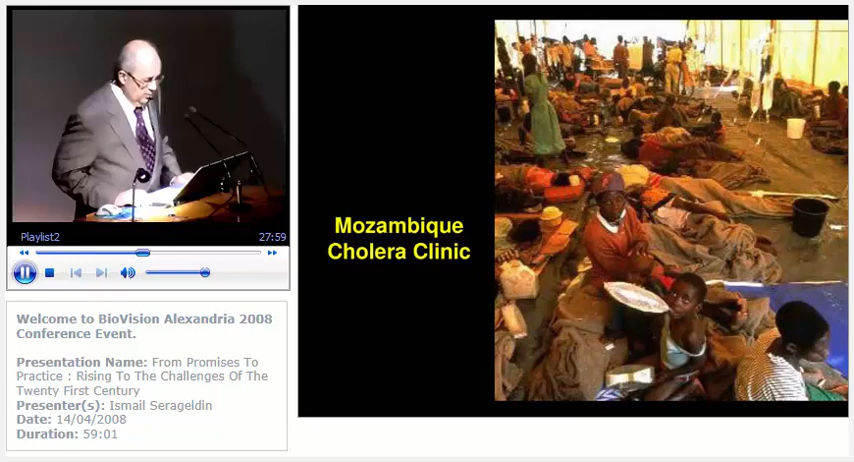 Playlist2
27:59
Mozambique
Cholera Clinic
Welcome to BioVision Alexandria 2008
Conference Event.
Presentation Name: From Promises To
Practice : Rising To The Challenges Of The
Twenty First Century
Presenter(s): Ismail Serageldin
Date: 14/04/2008
Duration: 59:01